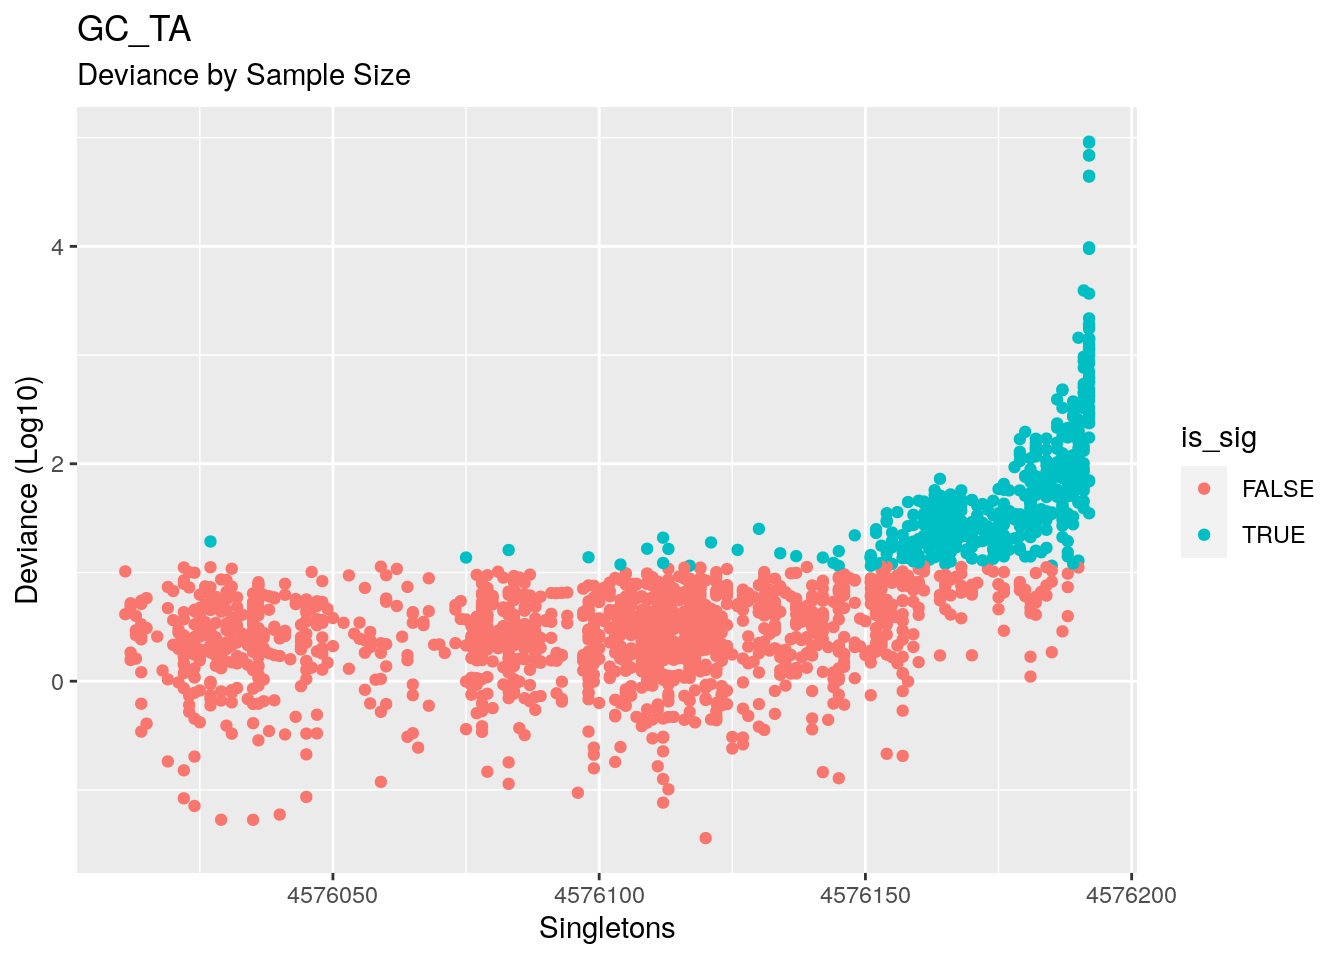 GC_TA
Deviance by Sample Size
Deviance (Log10)
4
2
0
4576050
4576100
4576150
4576200
Singletons
is_sig
FALSE
TRUE